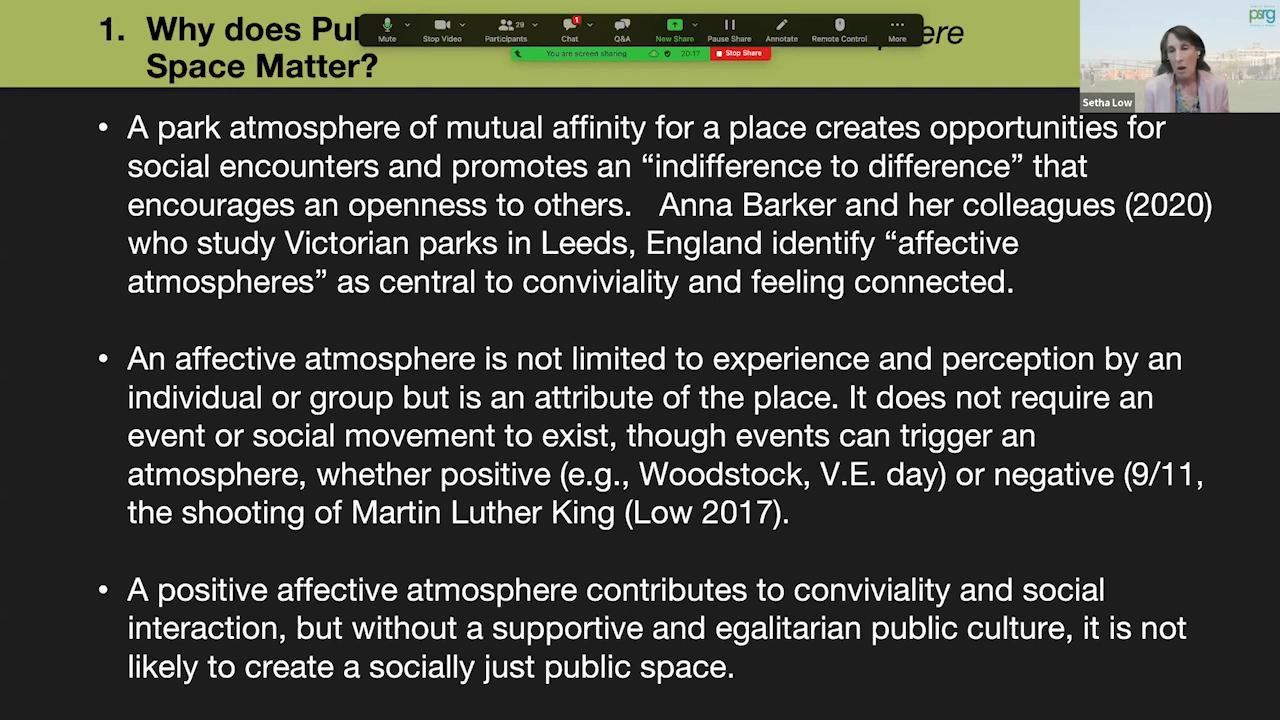 1. Why does Pul
Space Matter?
ere
Mute
Stop Video
Participants
29
Chat
1
Q&A
New Share
Pause Share
Annotate
Remote Control
More
You are screen sharing
20:17
Stop Share
psrg
Setha Low
• A park atmosphere of mutual affinity for a place creates opportunities for
social encounters and promotes an “indifference to difference” that
encourages an openness to others. Anna Barker and her colleagues (2020)
who study Victorian parks in Leeds, England identify “affective
atmospheres” as central to conviviality and feeling connected.
• An affective atmosphere is not limited to experience and perception by an
individual or group but is an attribute of the place. It does not require an
event or social movement to exist, though events can trigger an
atmosphere, whether positive (e.g., Woodstock, V.E. day) or negative (9/11,
the shooting of Martin Luther King (Low 2017).
• A positive affective atmosphere contributes to conviviality and social
interaction, but without a supportive and egalitarian public culture, it is not
likely to create a socially just public space.